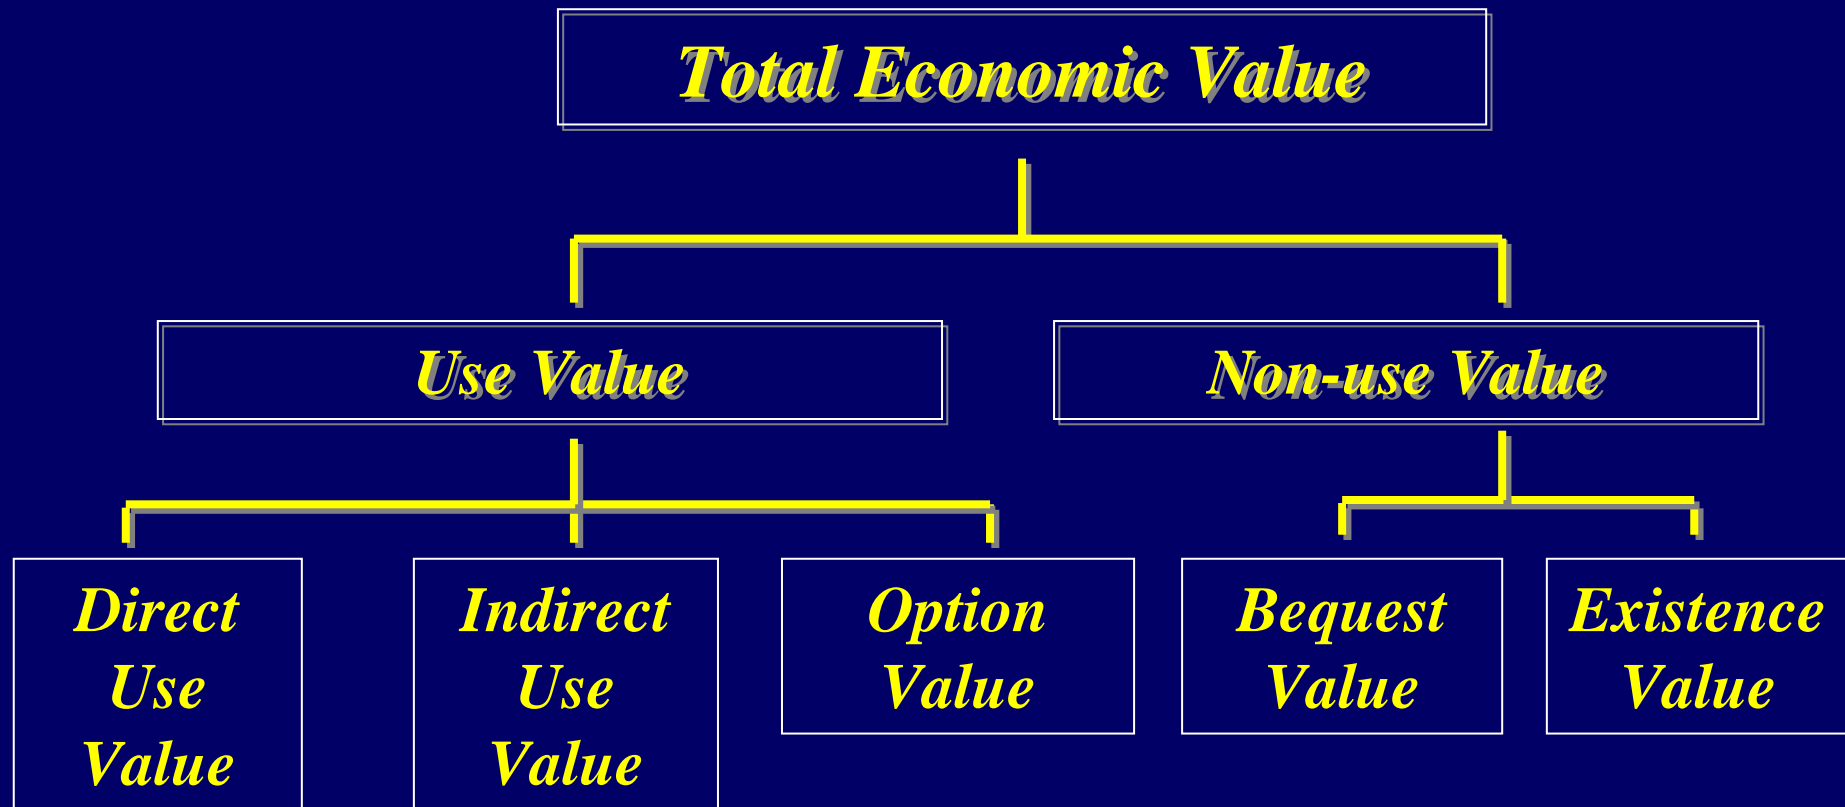 Total Economic Value
Use Value
Non-use Value
Direct
Use
Value
Indirect
Use
Value
Option
Value
Bequest
Value
Existence
Value